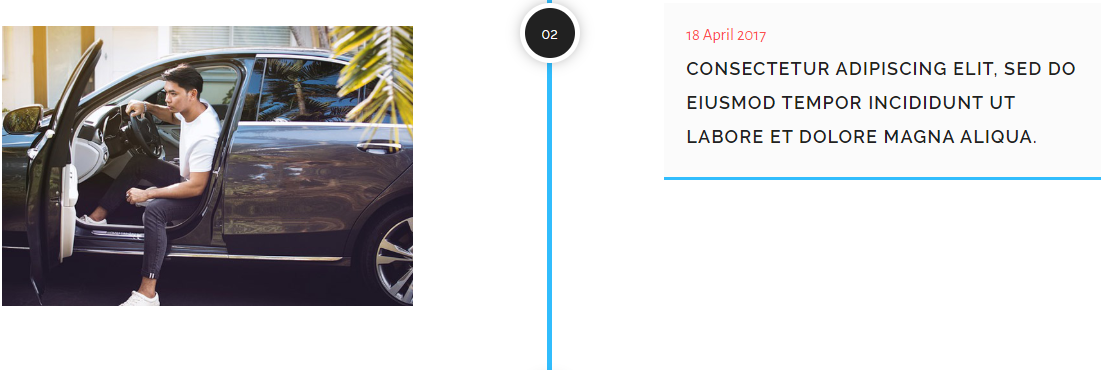 02
18 April 2017
CONSECTETUR ADIPISCING ELIT, SED DO
EIUSMOD TEMPOR INCIDIDUNT UT
LABORE ET DOLORE MAGNA ALIQUA.